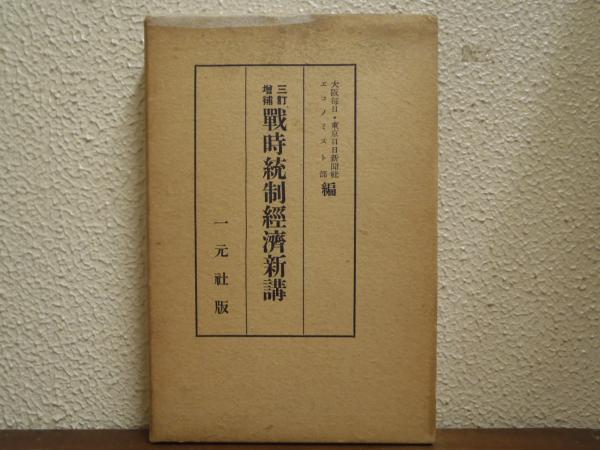 大阪毎日・東京日日新聞社
エコノミスト部 編
三訂
增補
戰時統制經濟新講
一元社版